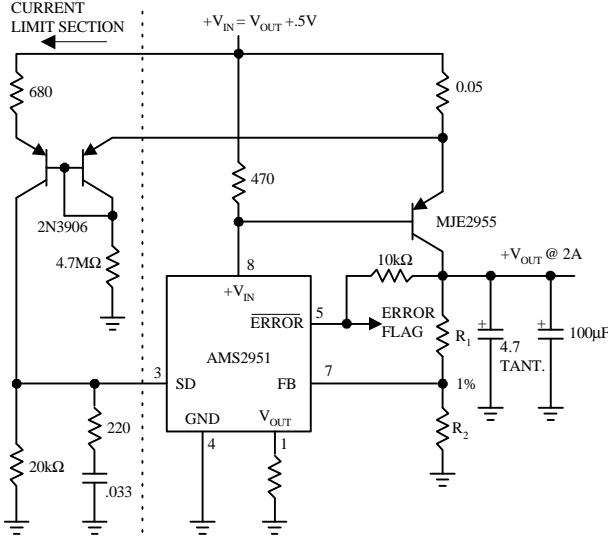 CURRENT
LIMIT SECTION
+V_IN = V_OUT +.5V
680
0.05
470
2N3906
MJE2955
4.7MΩ
10kΩ
+V_OUT @ 2A
8
+V_IN
5
ERROR
ERROR
FLAG
R_1
4.7
TANT.
100µF
AMS2951
3
SD
FB
7
1%
220
GND
V_OUT
4
1
R_2
20kΩ
.033